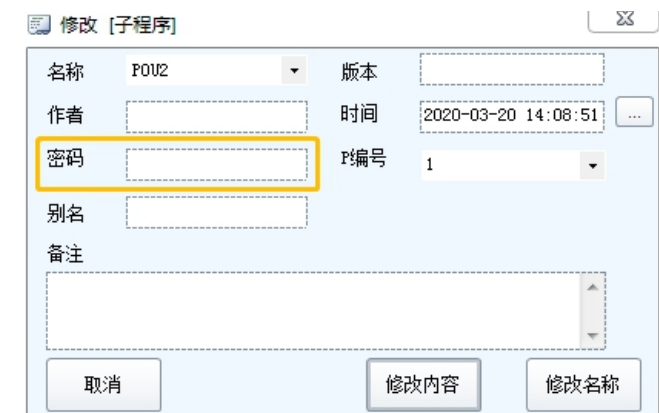 修改 [子程序]
名称 POU2 版本
作者 时间 2020-03-20 14:08:51 ...
密码 P编号 1
别名
备注
取消 修改内容 修改名称